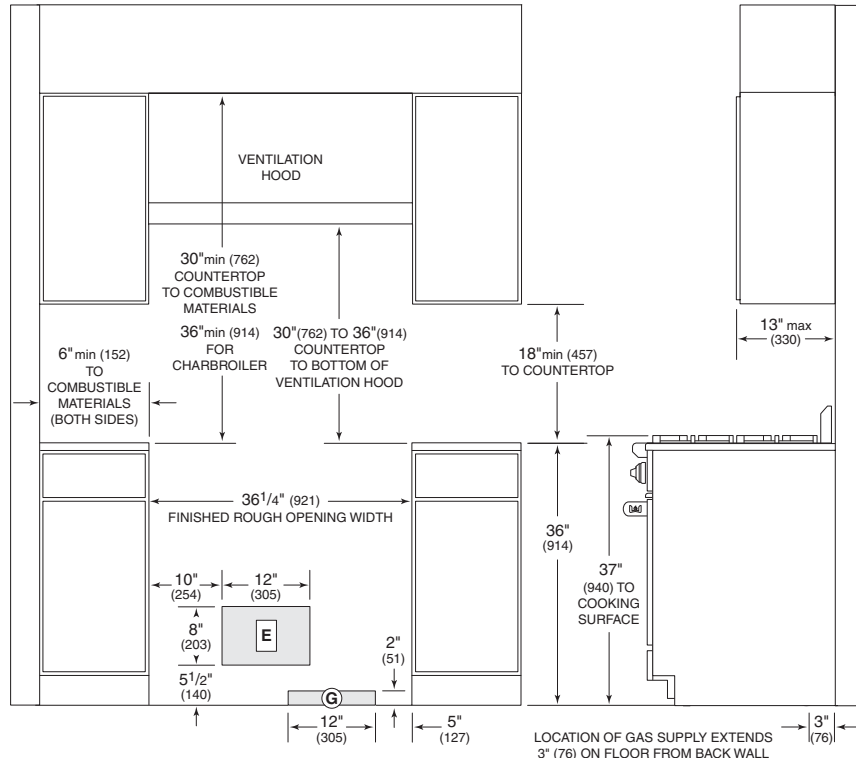 VENTILATION
HOOD
30" min (762)
COUNTERTOP
TO COMBUSTIBLE
MATERIALS
36" min (914)
FOR
CHARBROILER
30" (762) TO 36" (914)
COUNTERTOP
TO BOTTOM OF
VENTILATION HOOD
6" min (152)
TO
COMBUSTIBLE
MATERIALS
(BOTH SIDES)
18" min (457)
TO COUNTERTOP
13" max
(330)
36 1/4" (921)
FINISHED ROUGH OPENING WIDTH
36"
(914)
37"
(940) TO
COOKING
SURFACE
10"
(254)
12"
(305)
8"
(203)
E
5 1/2"
(140)
2"
(51)
G
12"
(305)
5"
(127)
3"
(76)
LOCATION OF GAS SUPPLY EXTENDS
3" (76) ON FLOOR FROM BACK WALL